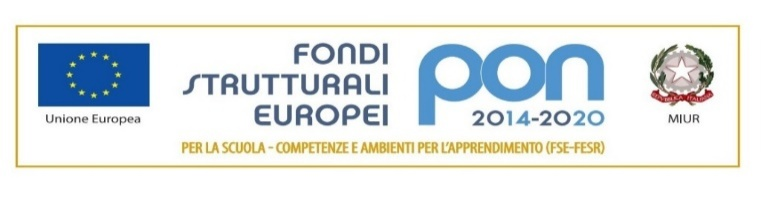 FONDI
STRUTTURALI
EUROPEI
pon
2014-2020
Unione Europea
MIUR
PER LA SCUOLA - COMPETENZE E AMBIENTI PER L'APPRENDIMENTO (FSE-FESR)